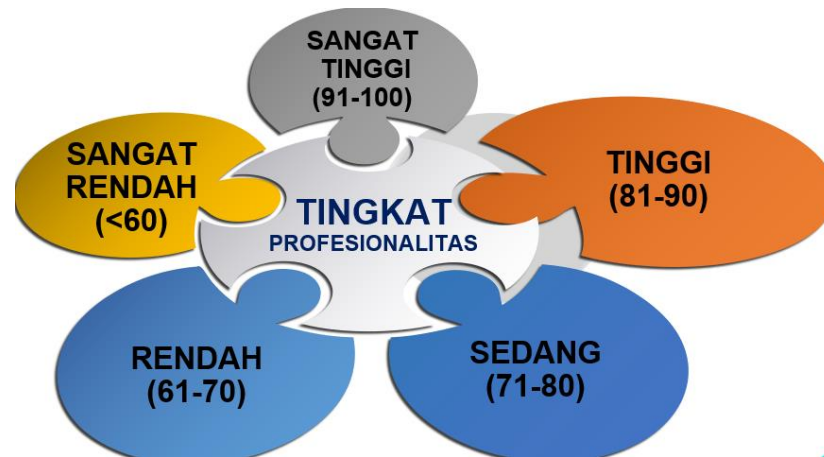 SANGAT
TINGGI
(91-100)
TINGGI
(81-90)
SANGAT
RENDAH
(<60)
TINGKAT
PROFESIONALITAS
RENDAH
(61-70)
SEDANG
(71-80)